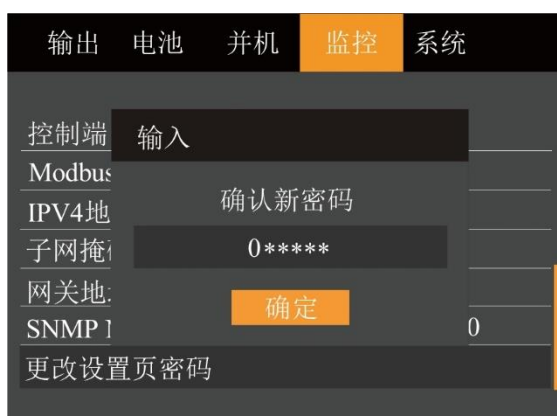 输出 电池 并机 监控 系统
控制端
输入
Modbus
确认新密码
IPV4地
0*****
子网掩
网关地
确定
SNMP
0
更改设置页密码